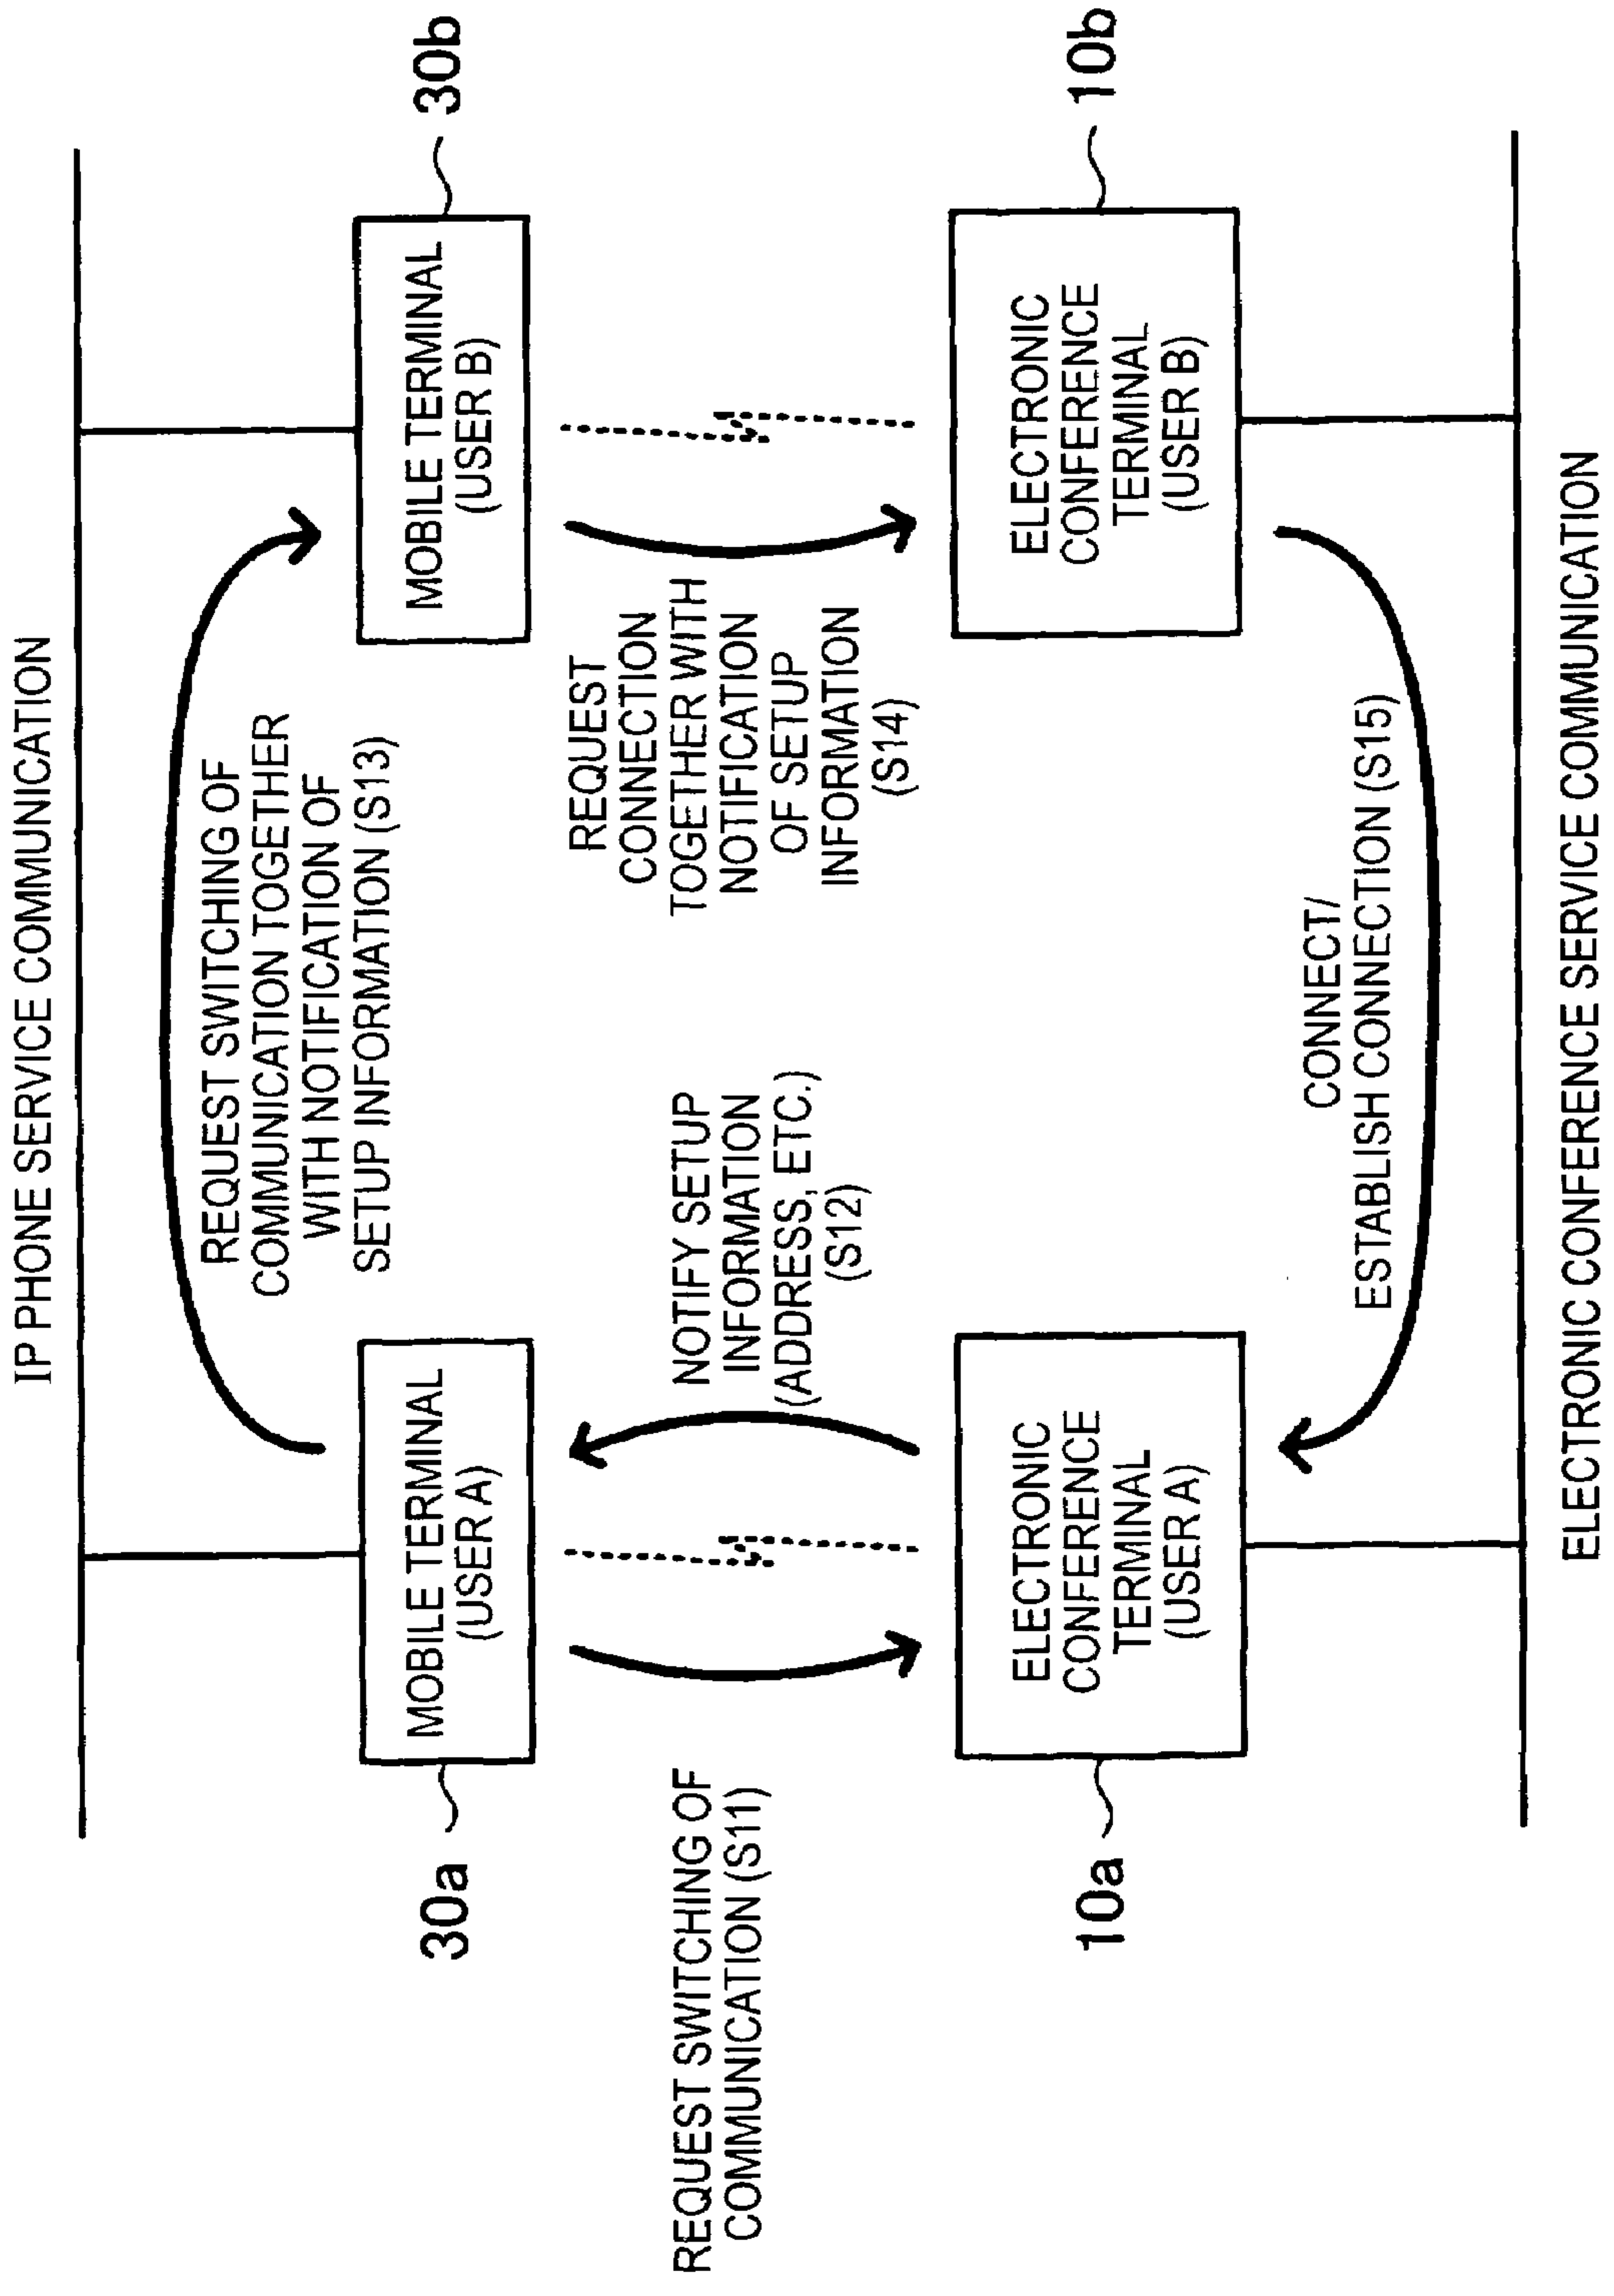 IP PHONE SERVICE COMMUNICATION
REQUEST SWITCHING OF
COMMUNICATION TOGETHER
WITH NOTIFICATION OF
SETUP INFORMATION (S13)
30a
MOBILE TERMINAL
(USER A)
MOBILE TERMINAL
(USER B)
30b
REQUEST SWITCHING OF
COMMUNICATION (S11)
NOTIFY SETUP
INFORMATION
(ADDRESS, ETC.)
(S12)
REQUEST
CONNECTION
TOGETHER WITH
NOTIFICATION
OF SETUP
INFORMATION
(S14)
10a
ELECTRONIC
CONFERENCE
TERMINAL
(USER A)
ELECTRONIC
CONFERENCE
TERMINAL
(USER B)
10b
CONNECT/
ESTABLISH CONNECTION (S15)
ELECTRONIC CONFERENCE SERVICE COMMUNICATION